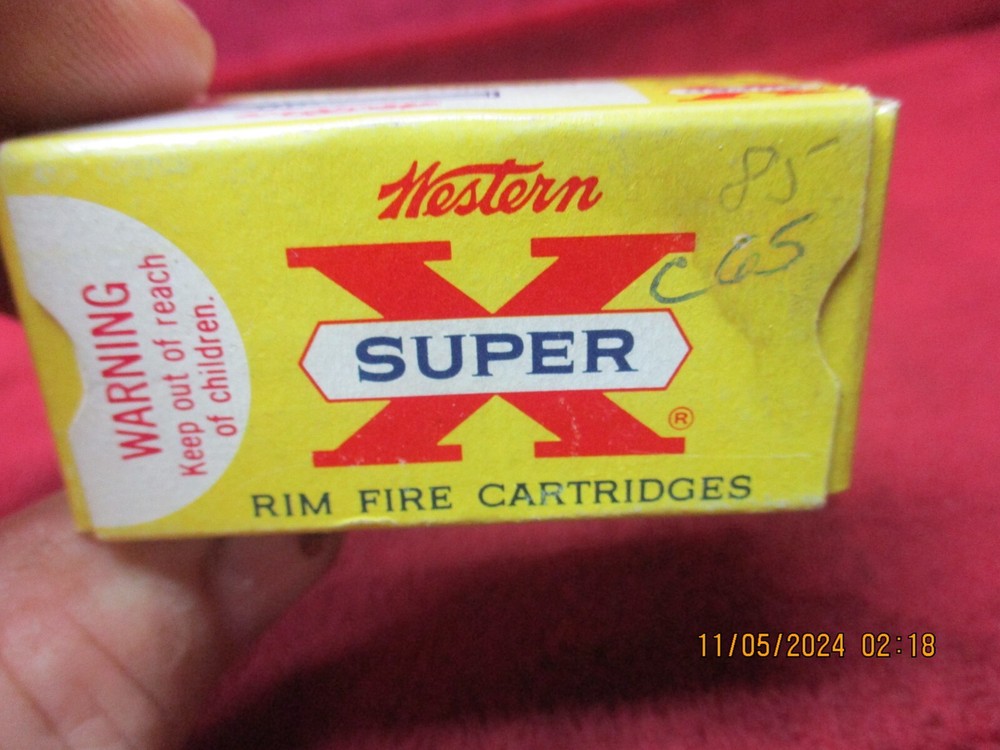 Western
X
SUPER
®
RIM FIRE CARTRIDGES
WARNING
Keep out of reach
of children.
85
C65
11/05/2024 02:18